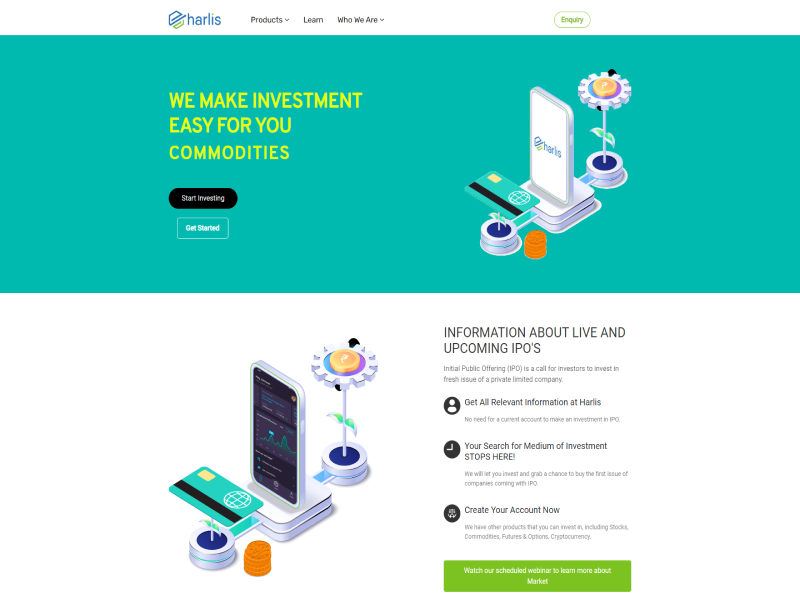 harlis
Products
Learn
Who We Are
Enquiry
WE MAKE INVESTMENT
EASY FOR YOU
COMMODITIES
Start Investing
Get Started
harlis
INFORMATION ABOUT LIVE AND
UPCOMING IPO'S
Initial Public Offering (IPO) is a call for investors to invest in
fresh issue of a private limited company.
Get All Relevant Information at Harlis
No need for a current account to make an investment in IPO.
Your Search for Medium of Investment
STOPS HERE!
We will let you invest and grab a chance to buy the first issue of
companies coming with IPO.
Create Your Account Now
We have other products that you can invest in, including Stocks,
Commodities, Futures & Options, Cryptocurrency.
Watch our scheduled webinar to learn more about
Market